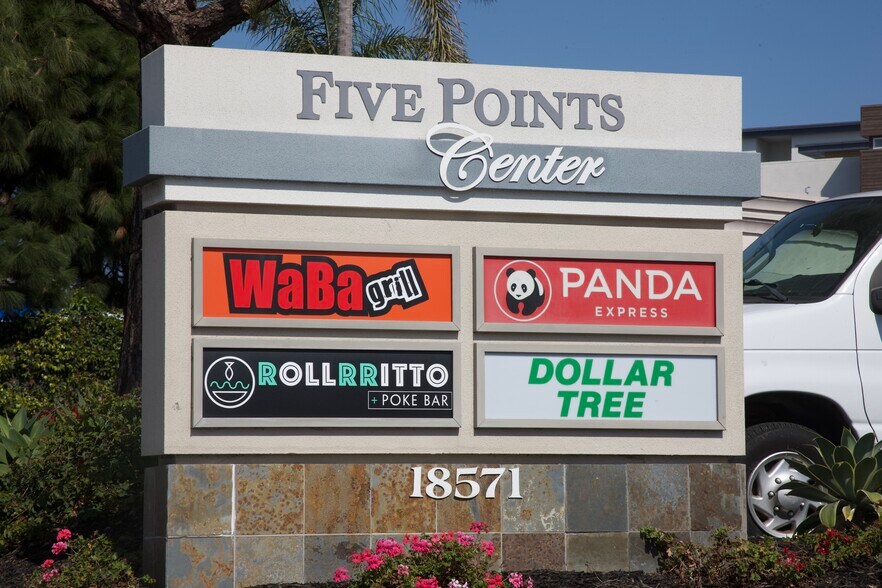 FIVE POINTS
Center
WaBa grill
PANDA
EXPRESS
ROLLRRITTO
+ POKE BAR
DOLLAR
TREE
18571